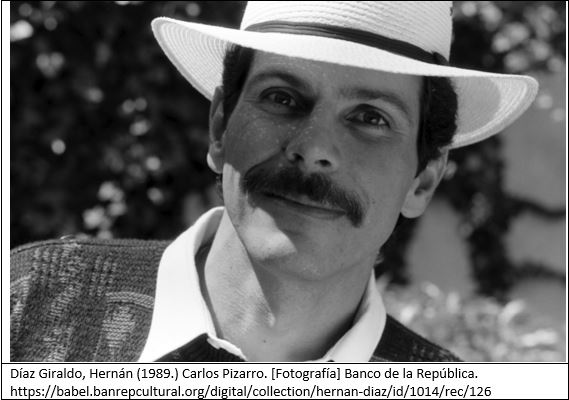 Díaz Giraldo, Hernán (1989.) Carlos Pizarro. [Fotografía] Banco de la República.
https://babel.banrepcultural.org/digital/collection/hernan-diaz/id/1014/rec/126